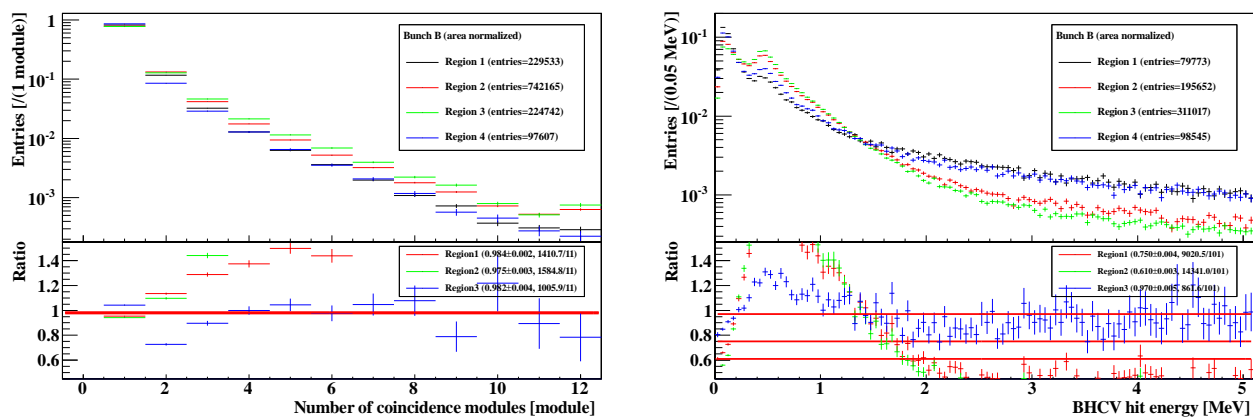 Entries [/(1 module)]
1
10⁻¹
10⁻²
10⁻³
Bunch B (area normalized)
Region 1 (entries=229533)
Region 2 (entries=742165)
Region 3 (entries=224742)
Region 4 (entries=97607)
Ratio
1.4
1.2
1
0.8
0.6
Region1 (0.984±0.002, 1410.7/11)
Region2 (0.975±0.003, 1584.8/11)
Region3 (0.982±0.004, 1005.9/11)
0 2 4 6 8 10 12
Number of coincidence modules [module]
Entries [/(0.05 MeV)]
10⁻¹
10⁻²
10⁻³
Bunch B (area normalized)
Region 1 (entries=79773)
Region 2 (entries=195652)
Region 3 (entries=311017)
Region 4 (entries=98545)
Ratio
1.4
1.2
1
0.8
0.6
Region1 (0.750±0.004, 9020.5/101)
Region2 (0.610±0.003, 14341.0/101)
Region3 (0.970±0.005, /101)
0 1 2 3 4 5
BHCV hit energy [MeV]